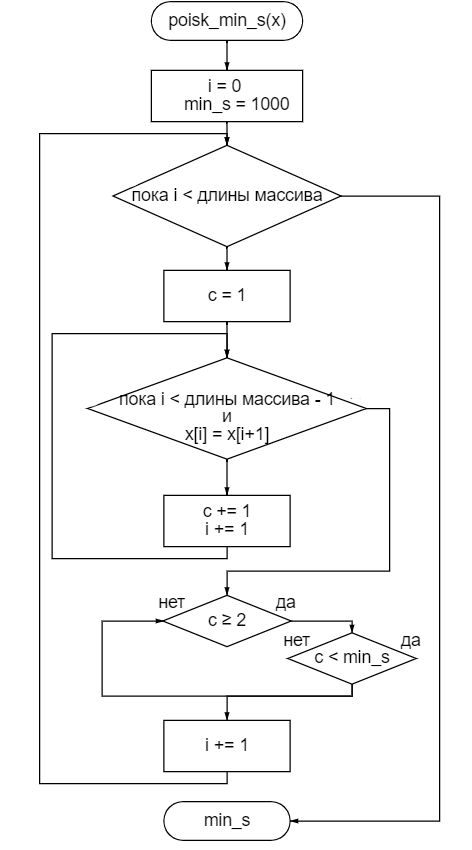 poisk_min_s(x)
i = 0
min_s = 1000
пока i < длины массива
c = 1
пока i < длины массива - 1
и
x[i] = x[i+1]
c += 1
i += 1
нет
да
c ≥ 2
нет
да
c < min_s
i += 1
min_s